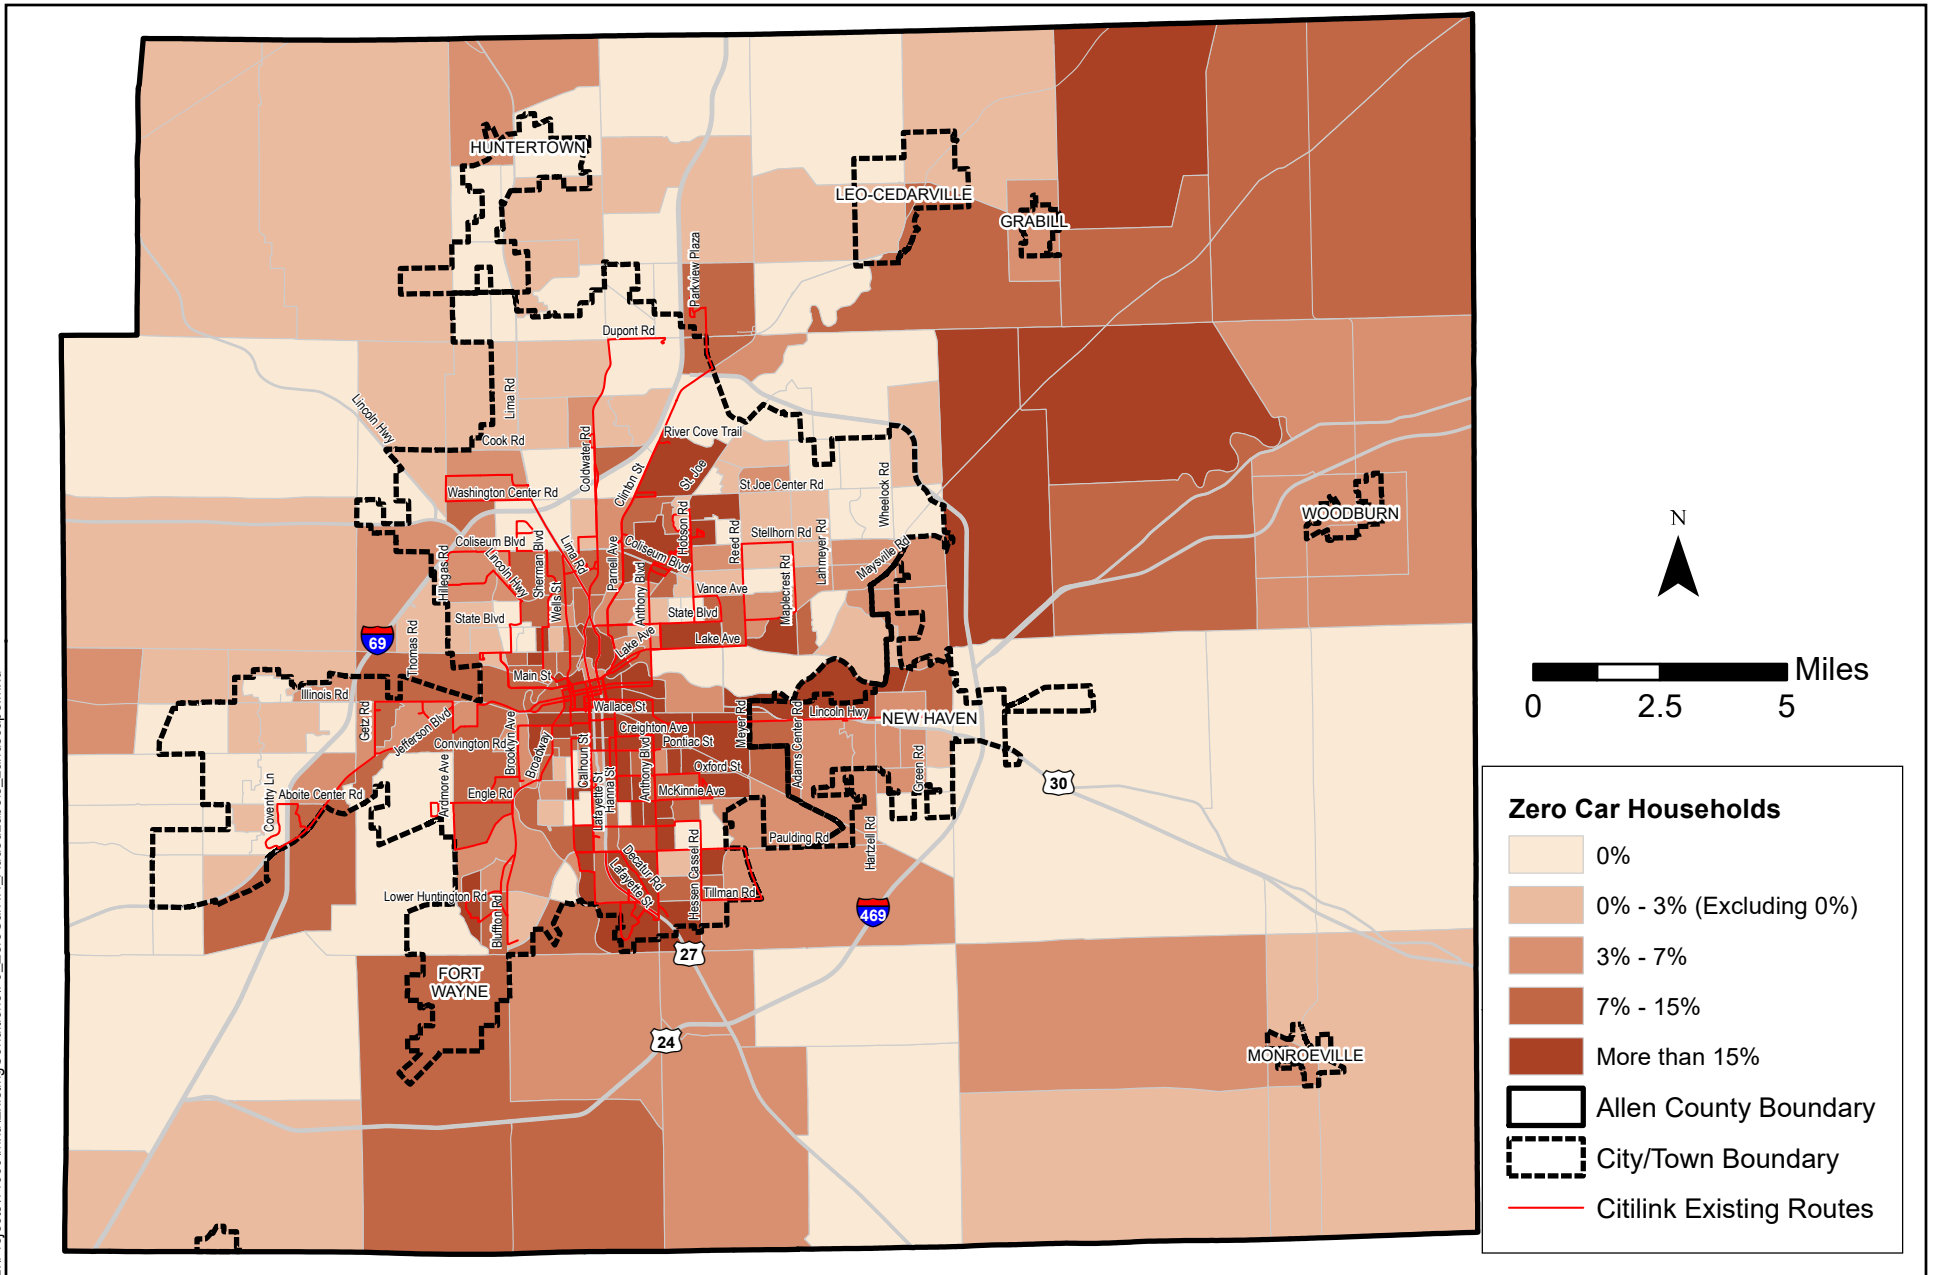 HUNTERTOWN
LEO-CEDARVILLE
GRABILL
Parkview Plaza
Dupont Rd
Lima Rd
Lincoln Hwy
Cook Rd
Coldwater Rd
River Cove Trail
Clinton St
St. Joe
Washington Center Rd
St Joe Center Rd
Wheelock Rd
WOODBURN
Hobson Rd
Reed Rd
Stellhorn Rd
Lahmeyer Rd
Maysville Rd
Coliseum Blvd
Lincoln Hwy
Sherman Blvd
Lima Rd
Parnell Ave
Coliseum Blvd
Hillegas Rd
Wells St
Anthony Blvd
Vance Ave
Maplecrest Rd
State Blvd
State Blvd
69
Thomas Rd
Lake Ave
Lake Ave
Main St
Illinois Rd
Getz Rd
Jefferson Blvd
Wallace St
Meyer Rd
Adams Center Rd
Lincoln Hwy
NEW HAVEN
Creighton Ave
Convington Rd
Brooklyn Ave
Broadway
Calhoun St
Pontiac St
Anthony Blvd
Oxford St
Green Rd
30
Coventry Ln
Aboite Center Rd
Ardmore Ave
Engle Rd
Lafayette St
Hanna St
McKinnie Ave
Paulding Rd
Hartzell Rd
Hessen Cassel Rd
Decatur Rd
Lafayette St
Tillman Rd
Lower Huntington Rd
Bluffton Rd
469
27
FORT
WAYNE
24
MONROEVILLE
N
Miles
0 2.5 5
Zero Car Households
0%
0% - 3% (Excluding 0%)
3% - 7%
7% - 15%
More than 15%
Allen County Boundary
City/Town Boundary
Citilink Existing Routes